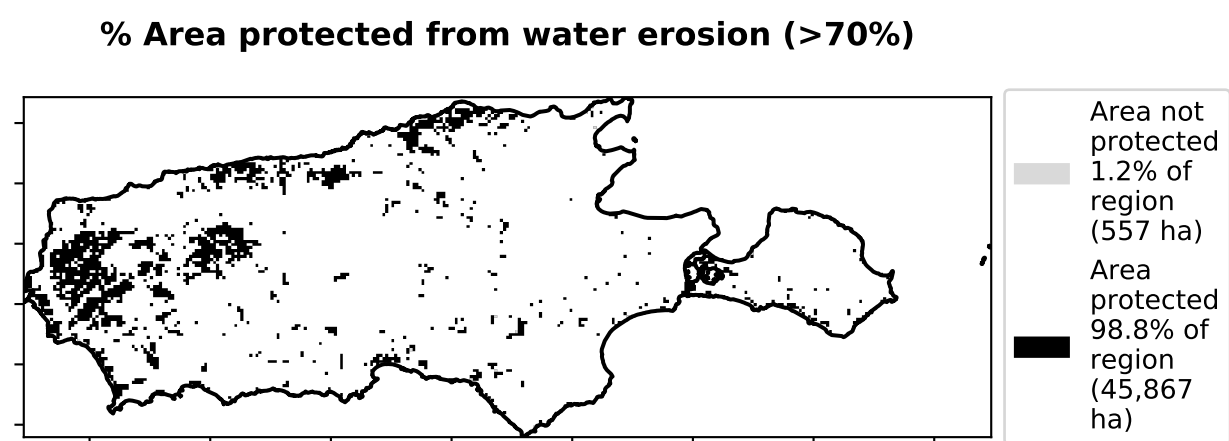 % Area protected from water erosion (>70%)
Area not
protected
1.2% of
region
(557 ha)
Area
protected
98.8% of
region
(45,867
ha)